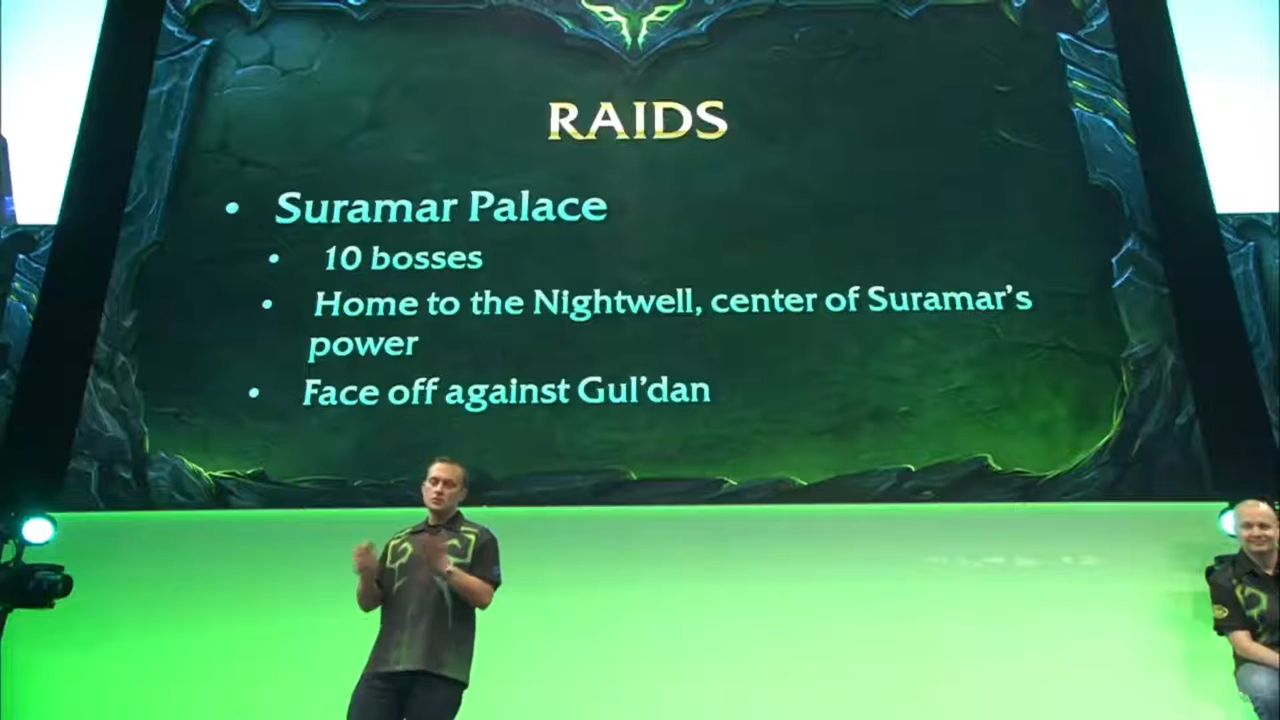 RAIDS
• Suramar Palace
• 10 bosses
• Home to the Nightwell, center of Suramar's
power
• Face off against Gul'dan